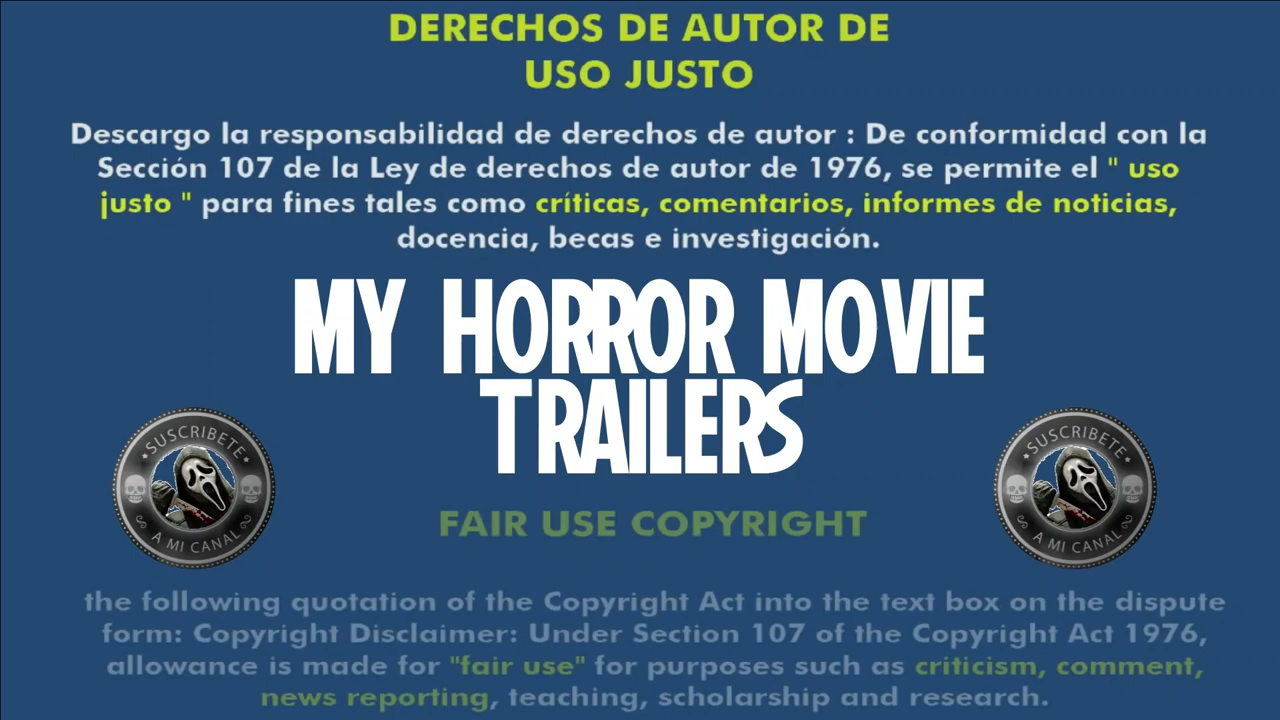 DERECHOS DE AUTOR DE
USO JUSTO
Descargo la responsabilidad de derechos de autor : De conformidad con la
Sección 107 de la Ley de derechos de autor de 1976, se permite el " uso
justo " para fines tales como críticas, comentarios, informes de noticias,
docencia, becas e investigación.
MY HORROR MOVIE
TRAILERS
SUSCRIBETE
A MI CANAL
SUSCRIBETE
A MI CANAL
FAIR USE COPYRIGHT
the following quotation of the Copyright Act into the text box on the dispute
form: Copyright Disclaimer: Under Section 107 of the Copyright Act 1976,
allowance is made for "fair use" for purposes such as criticism, comment,
news reporting, teaching, scholarship and research.